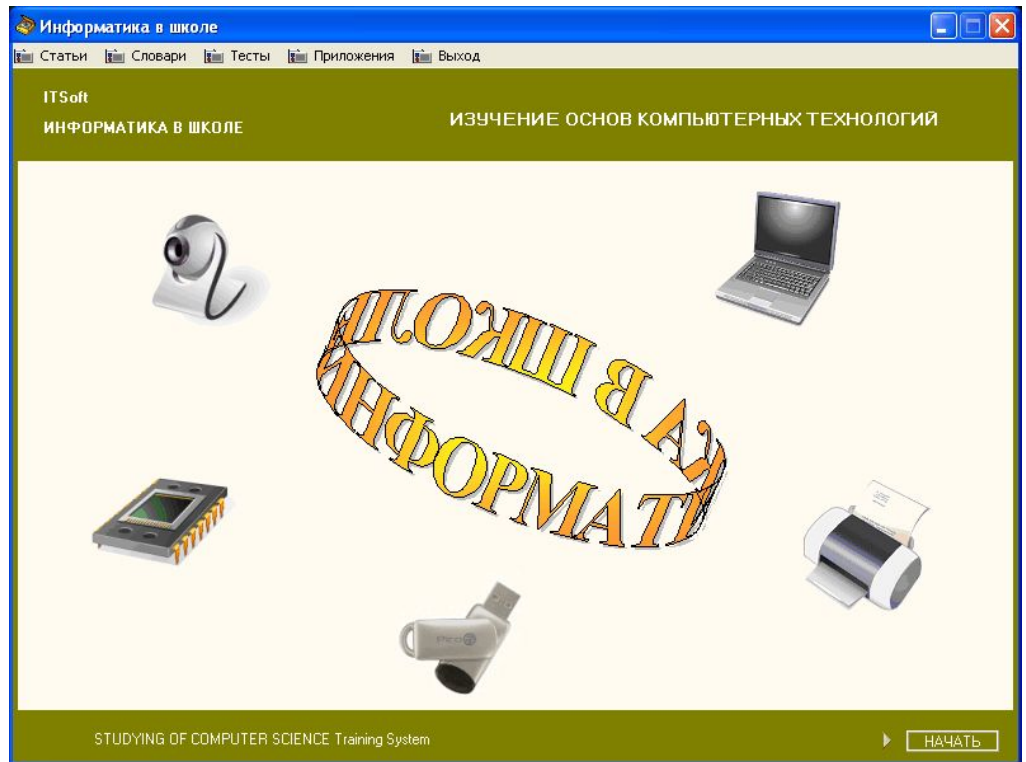 Информатика в школе
Статьи Словари Тесты Приложения Выход
ITSoft
ИНФОРМАТИКА В ШКОЛЕ
ИЗУЧЕНИЕ ОСНОВ КОМПЬЮТЕРНЫХ ТЕХНОЛОГИЙ
ИНФОРМАТИКА В ШКОЛЕ
STUDYING OF COMPUTER SCIENCE Training System
НАЧАТЬ